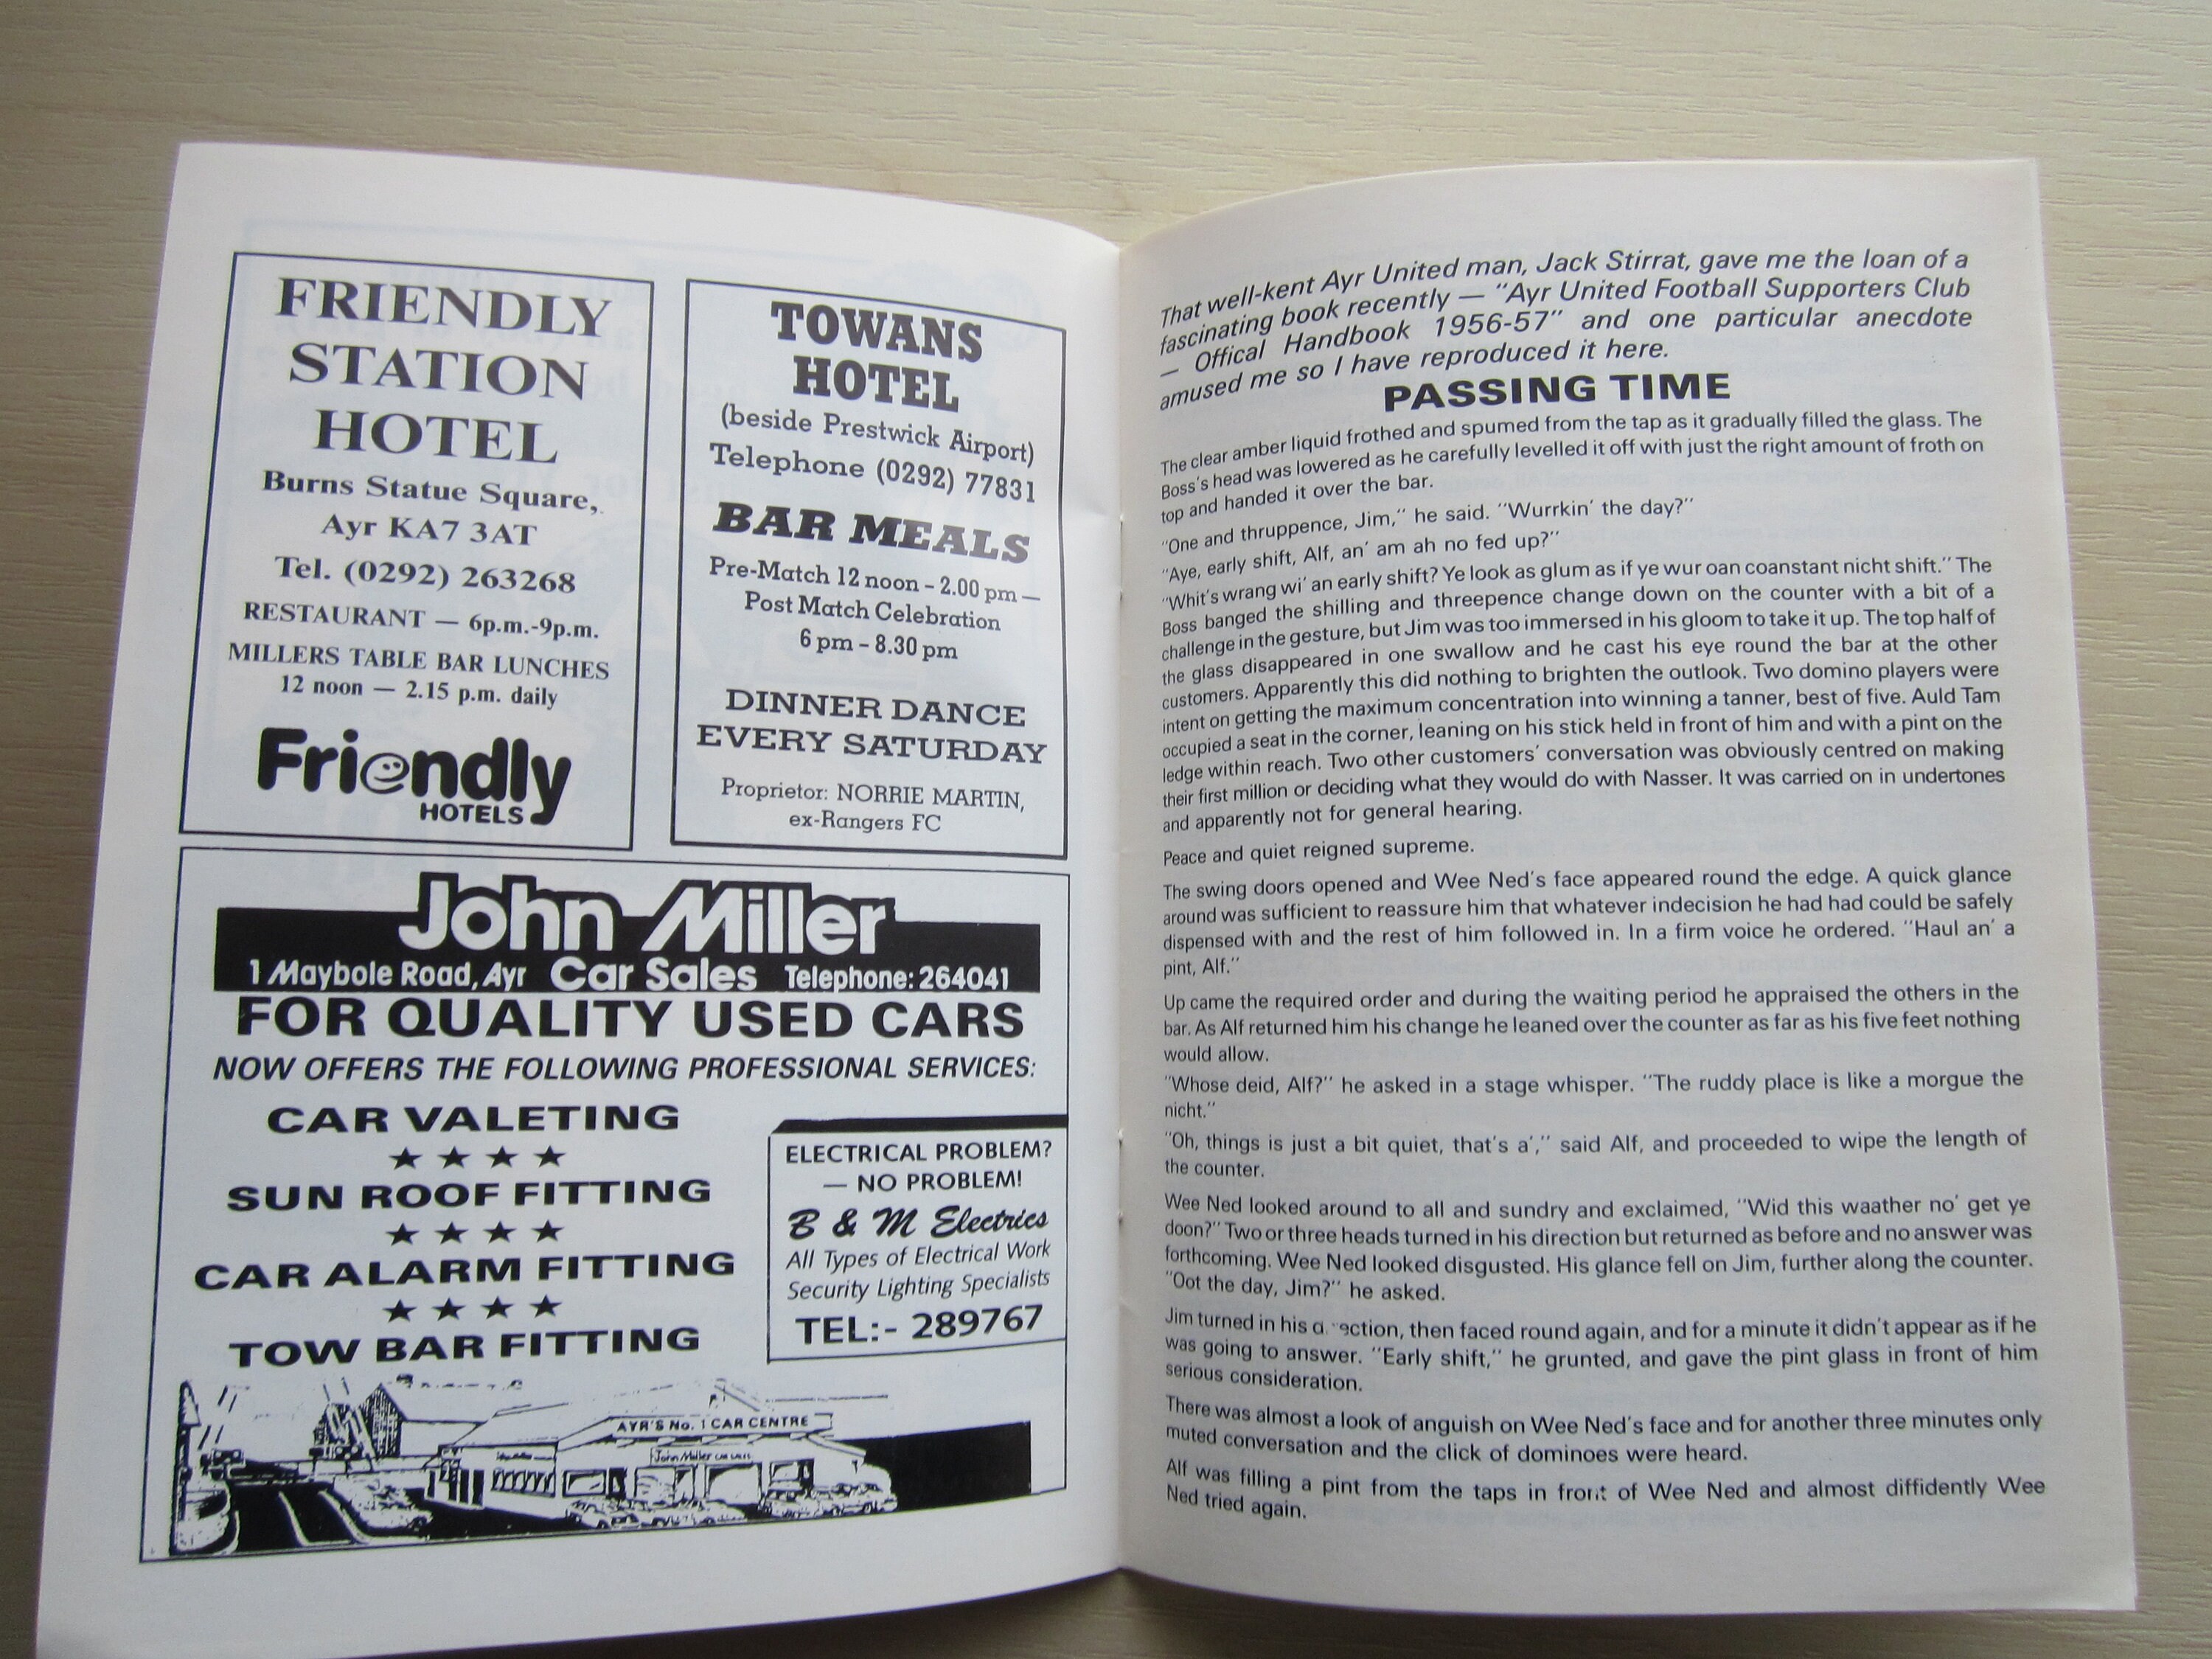 FRIENDLY
STATION
HOTEL
Burns Statue Square,
Ayr KA7 3AT
Tel. (0292) 263268
RESTAURANT — 6p.m.-9p.m.
MILLERS TABLE BAR LUNCHES
12 noon — 2.15 p.m. daily
Friendly
HOTELS
TOWANS
HOTEL
(beside Prestwick Airport)
Telephone (0292) 77831
BAR MEALS
Pre-Match 12 noon – 2.00 pm —
Post Match Celebration
6 pm – 8.30 pm
DINNER DANCE
EVERY SATURDAY
Proprietor: NORRIE MARTIN,
ex-Rangers FC
John Miller
1 Maybole Road, Ayr Car Sales Telephone: 264041
FOR QUALITY USED CARS
NOW OFFERS THE FOLLOWING PROFESSIONAL SERVICES:
CAR VALETING
★ ★ ★ ★
SUN ROOF FITTING
★ ★ ★ ★
CAR ALARM FITTING
★ ★ ★ ★
TOW BAR FITTING
ELECTRICAL PROBLEM?
— NO PROBLEM!
B & M Electrics
All Types of Electrical Work
Security Lighting Specialists
TEL:- 289767
AYR'S No. 1 CAR CENTRE
John Miller CAR SALES
That well-kent Ayr United man, Jack Stirrat, gave me the loan of a
fascinating book recently — "Ayr United Football Supporters Club
— Offical Handbook 1956-57" and one particular anecdote
amused me so I have reproduced it here.
PASSING TIME
The clear amber liquid frothed and spumed from the tap as it gradually filled the glass. The
Boss's head was lowered as he carefully levelled it off with just the right amount of froth on
top and handed it over the bar.
"One and thruppence, Jim," he said. "Wurrkin' the day?"
"Aye, early shift, Alf, an' am ah no fed up?"
"Whit's wrang wi' an early shift? Ye look as glum as if ye wur oan coanstant nicht shift." The
Boss banged the shilling and threepence change down on the counter with a bit of a
challenge in the gesture, but Jim was too immersed in his gloom to take it up. The top half of
the glass disappeared in one swallow and he cast his eye round the bar at the other
customers. Apparently this did nothing to brighten the outlook. Two domino players were
intent on getting the maximum concentration into winning a tanner, best of five. Auld Tam
occupied a seat in the corner, leaning on his stick held in front of him and with a pint on the
ledge within reach. Two other customers' conversation was obviously centred on making
their first million or deciding what they would do with Nasser. It was carried on in undertones
and apparently not for general hearing.
Peace and quiet reigned supreme.
The swing doors opened and Wee Ned's face appeared round the edge. A quick glance
around was sufficient to reassure him that whatever indecision he had had could be safely
dispensed with and the rest of him followed in. In a firm voice he ordered. "Haul an' a
pint, Alf."
Up came the required order and during the waiting period he appraised the others in the
bar. As Alf returned him his change he leaned over the counter as far as his five feet nothing
would allow.
"Whose deid, Alf?" he asked in a stage whisper. "The ruddy place is like a morgue the
nicht."
"Oh, things is just a bit quiet, that's a'," said Alf, and proceeded to wipe the length of
the counter.
Wee Ned looked around to all and sundry and exclaimed, "Wid this waather no' get ye
doon?" Two or three heads turned in his direction but returned as before and no answer was
forthcoming. Wee Ned looked disgusted. His glance fell on Jim, further along the counter.
"Oot the day, Jim?" he asked.
Jim turned in his ection, then faced round again, and for a minute it didn't appear as if he
was going to answer. "Early shift," he grunted, and gave the pint glass in front of him
serious consideration.
There was almost a look of anguish on Wee Ned's face and for another three minutes only
muted conversation and the click of dominoes were heard.
Alf was filling a pint from the taps in front of Wee Ned and almost diffidently Wee
Ned tried again.